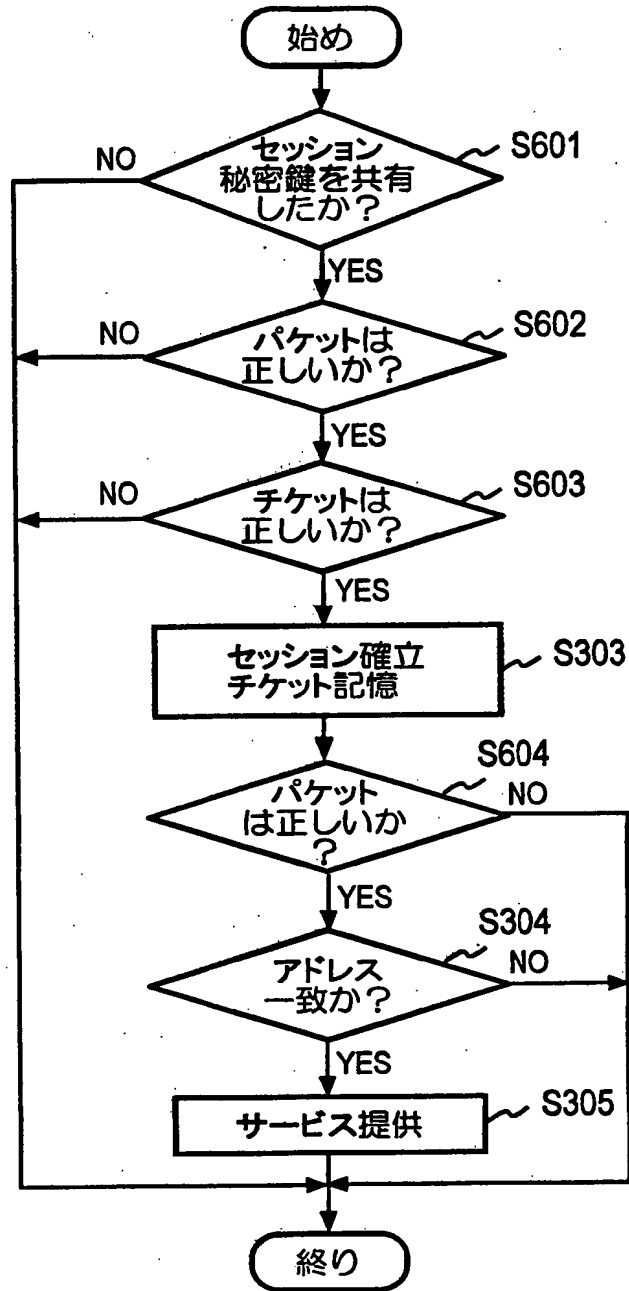 始め
セッション
秘密鍵を共有
したか？
S601
NO
YES
パケットは
正しいか？
S602
NO
YES
チケットは
正しいか？
S603
NO
YES
セッション確立
チケット記憶
S303
パケット
は正しいか
？
S604
NO
YES
アドレス
一致か？
S304
NO
YES
サービス提供
S305
終り